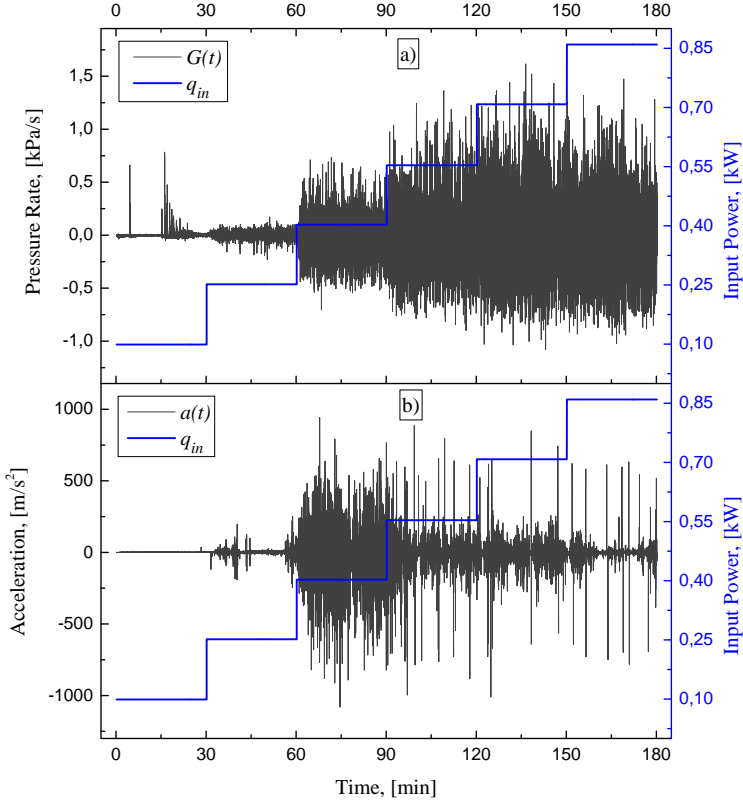 0 30 60 90 120 150 180
a)
G(t)
q_in
1,5
1,0
0,5
0,0
-0,5
-1,0
Pressure Rate, [kPa/s]
0,85
0,70
0,55
0,40
0,25
0,10
Input Power, [kW]
b)
a(t)
q_in
1000
500
0
-500
-1000
Acceleration, [m/s²]
0,85
0,70
0,55
0,40
0,25
0,10
Input Power, [kW]
0 30 60 90 120 150 180
Time, [min]